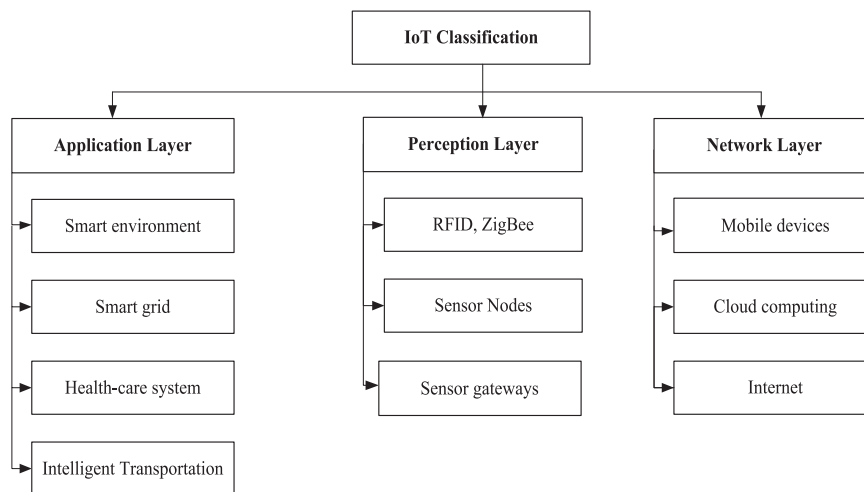 IoT Classification
Application Layer
Smart environment
Smart grid
Health-care system
Intelligent Transportation
Perception Layer
RFID, ZigBee
Sensor Nodes
Sensor gateways
Network Layer
Mobile devices
Cloud computing
Internet